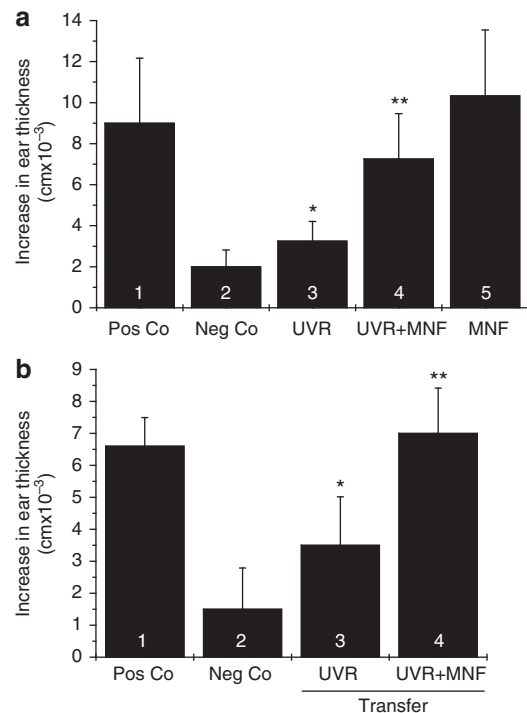 a
Increase in ear thickness
(cmx10⁻³)
14
12
10
8
6
4
2
0
* **
1 2 3 4 5
Pos Co Neg Co UVR UVR+MNF MNF
b
Increase in ear thickness
(cmx10⁻³)
9
8
7
6
5
4
3
2
1
0
* **
1 2 3 4
Pos Co Neg Co UVR UVR+MNF
Transfer